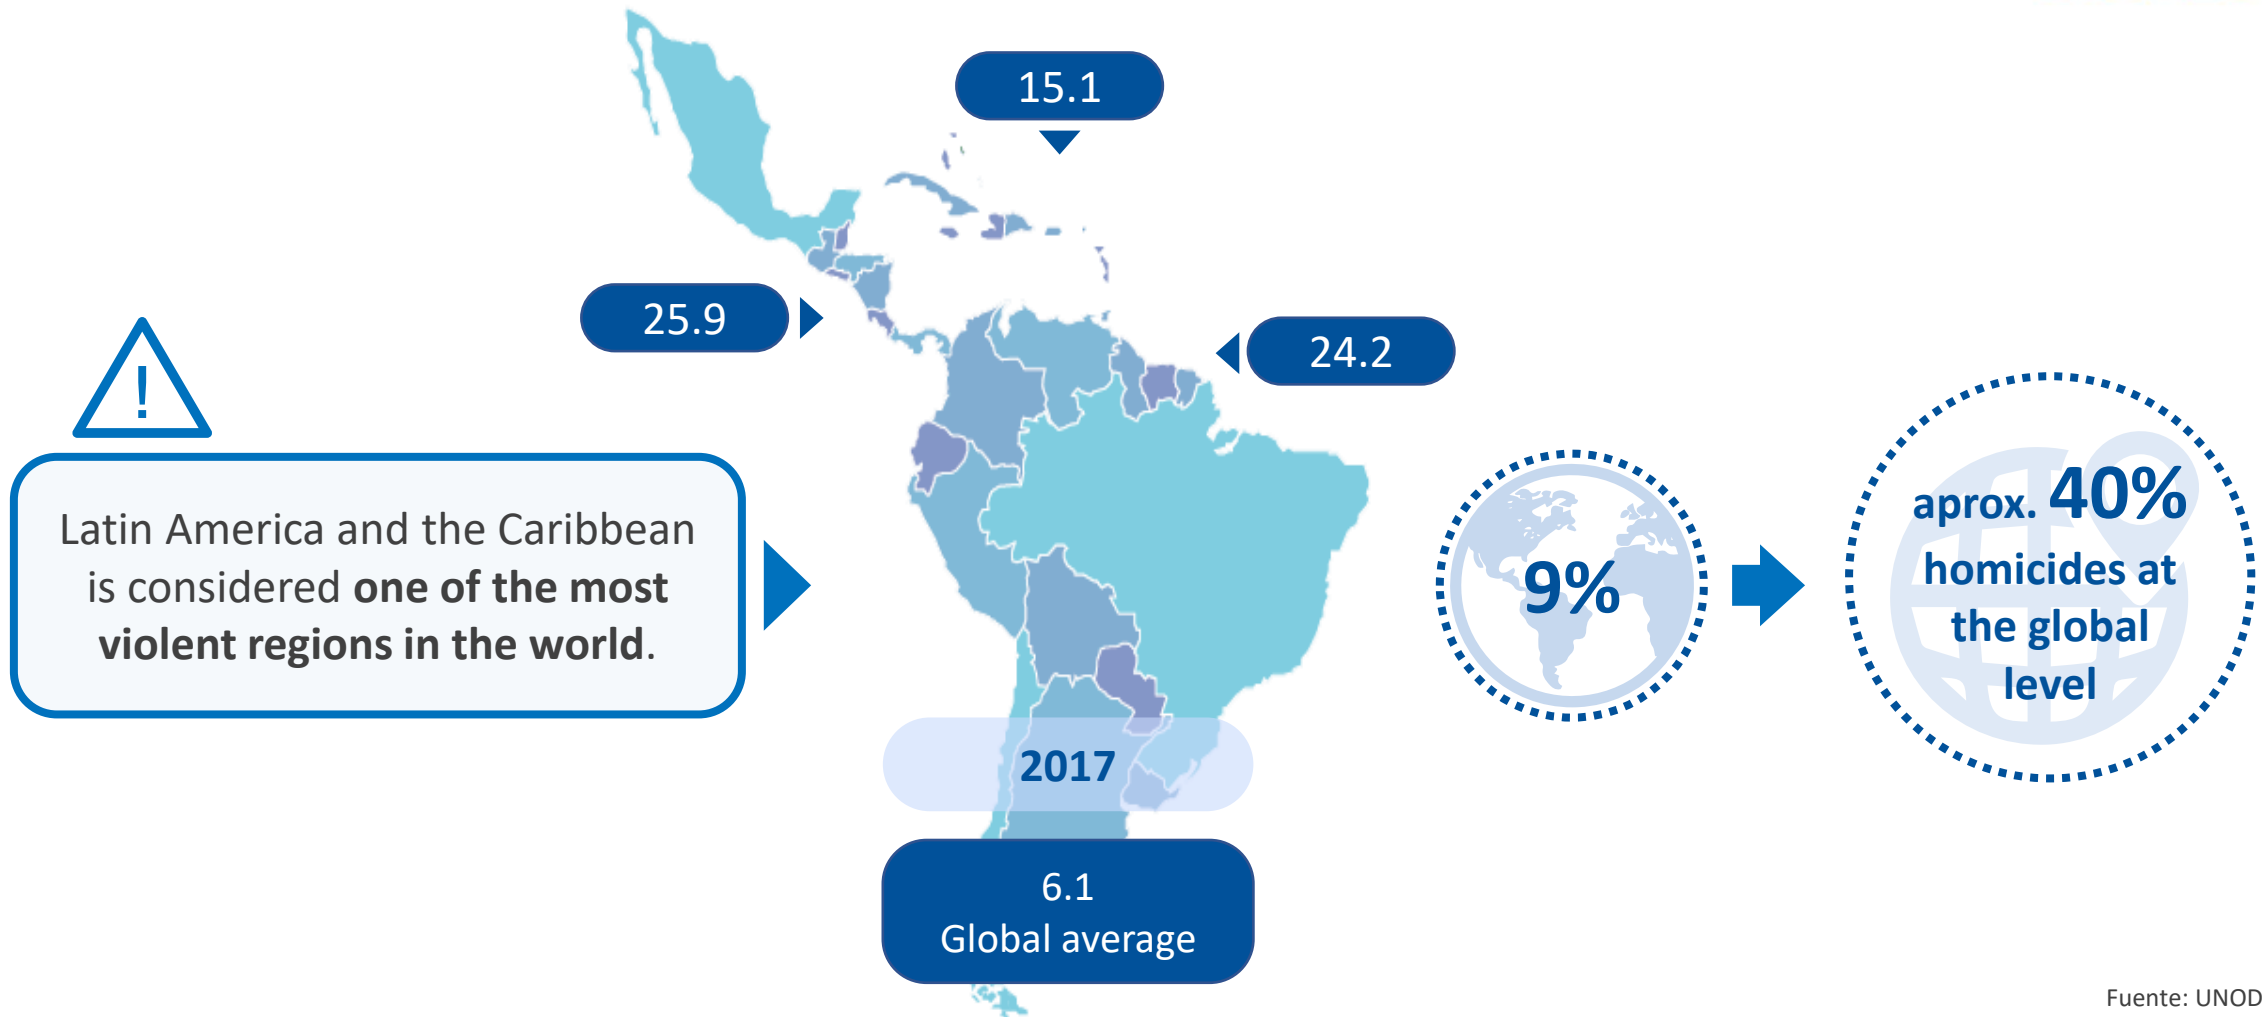 15.1
25.9
24.2
!
Latin America and the Caribbean
is considered one of the most
violent regions in the world.
2017
6.1
Global average
9%
aprox. 40%
homicides at
the global
level
Fuente: UNOD